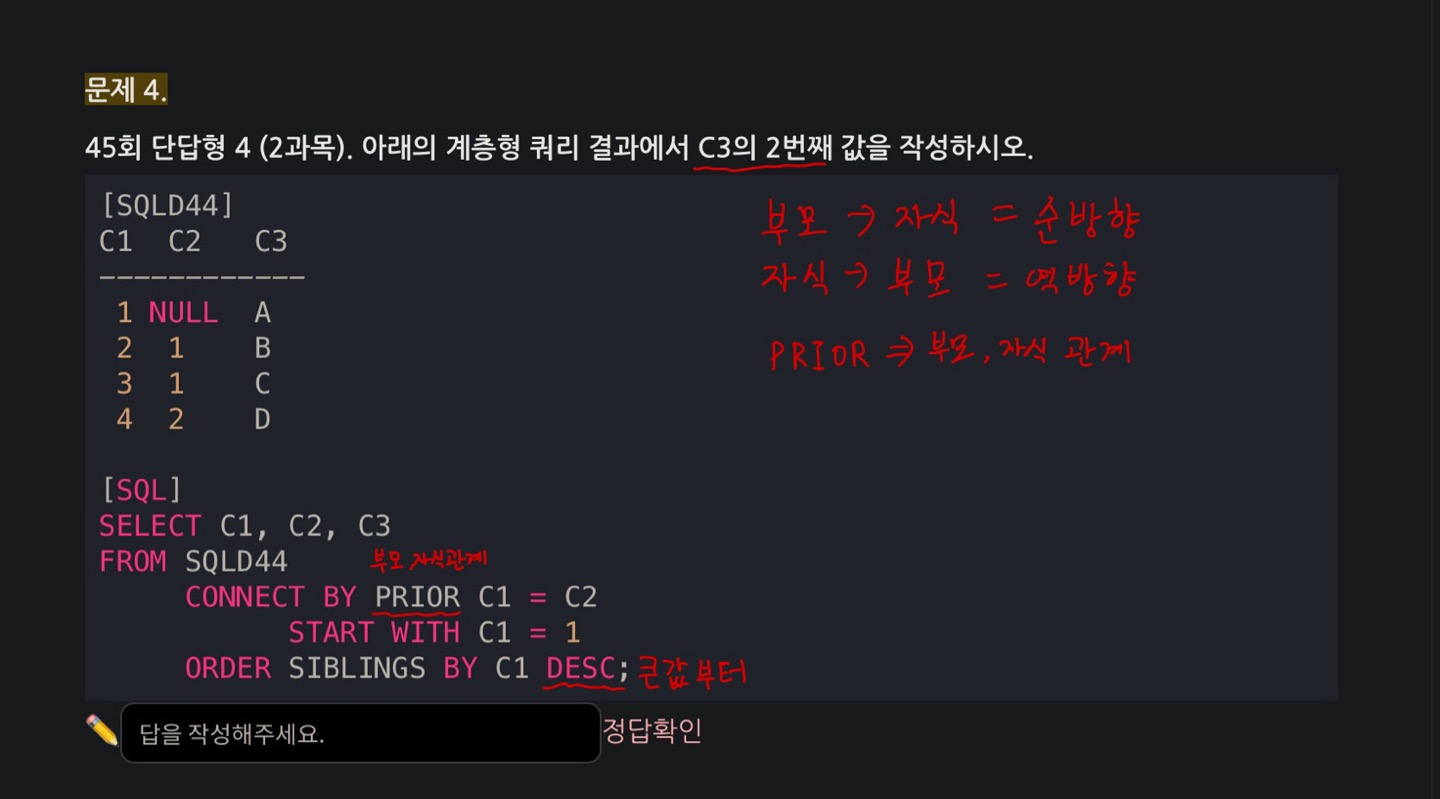 문제 4.
45회 단답형 4 (2과목). 아래의 계층형 쿼리 결과에서 C3의 2번째 값을 작성하시오.
[SQLD44]
C1 C2 C3
------------
1 NULL A
2 1 B
3 1 C
4 2 D
부모 → 자식 = 순방향
자식 → 부모 = 역방향
PRIOR ⇒ 부모, 자식 관계
[SQL]
SELECT C1, C2, C3
FROM SQLD44
부모 자식관계
CONNECT BY PRIOR C1 = C2
START WITH C1 = 1
ORDER SIBLINGS BY C1 DESC; 큰값부터
✏️ 답을 작성해주세요. 정답확인